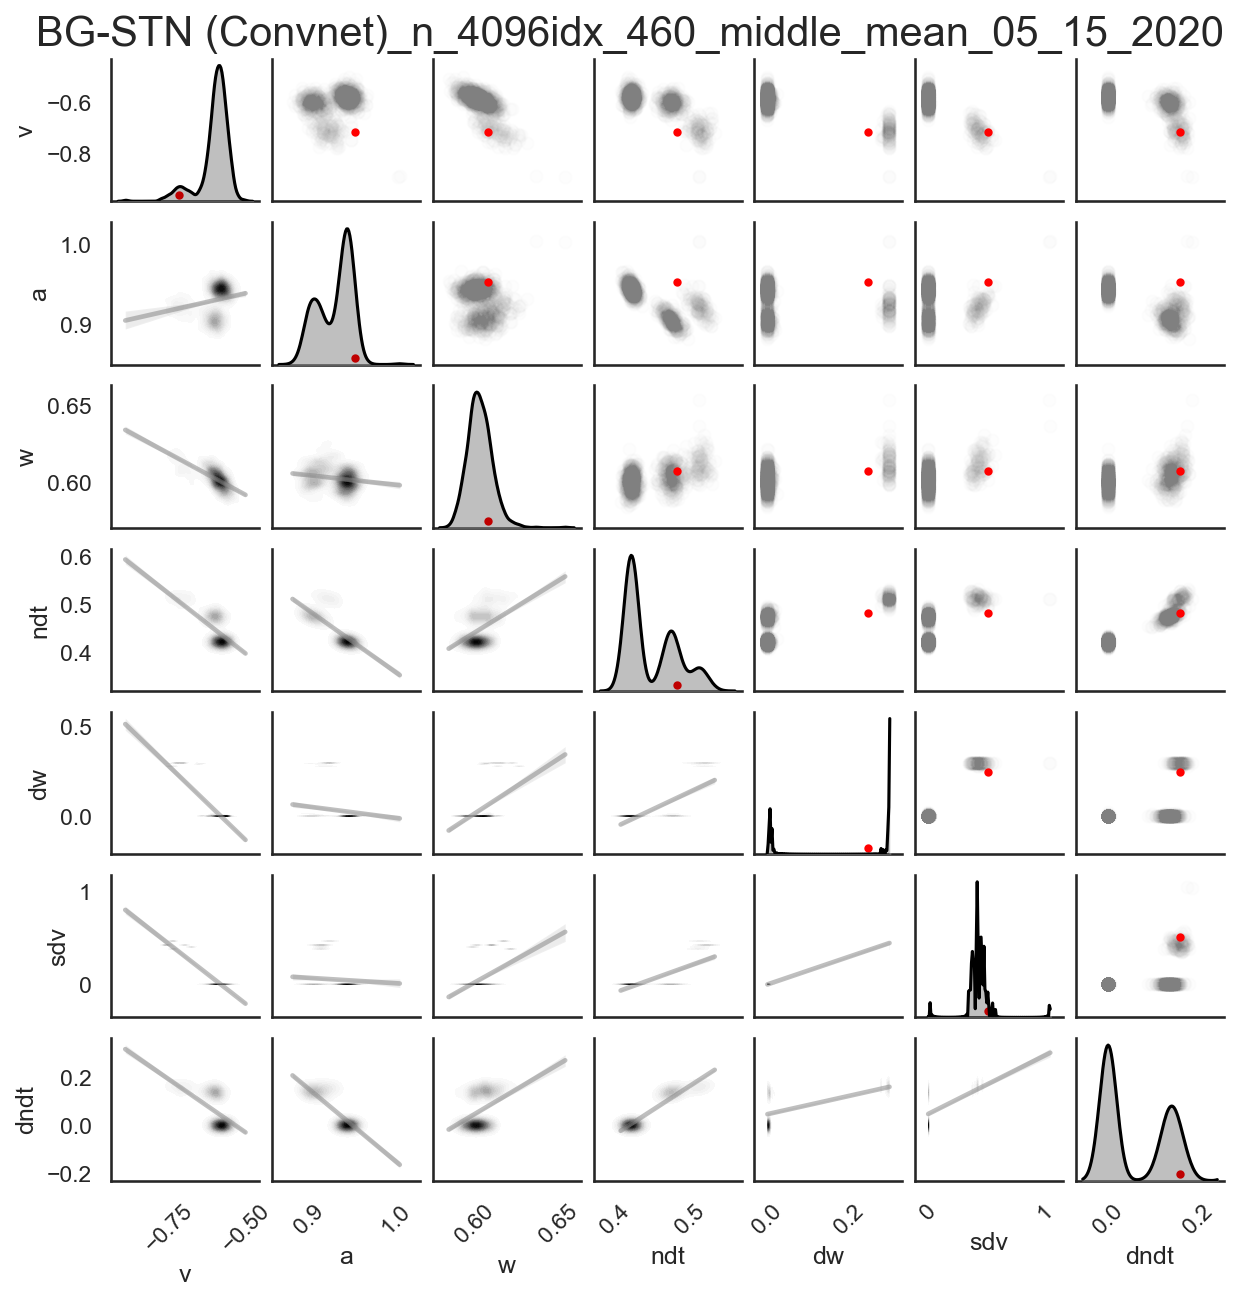 BG-STN (Convnet)_n_4096idx_460_middle_mean_05_15_2020
−0.6
−0.8
v
1.0
0.9
a
0.65
0.60
w
0.6
0.5
0.4
ndt
0.5
0.0
dw
1
0
sdv
0.2
0.0
−0.2
dndt
−0.75 −0.50 0.9 1.0 0.60 0.65 0.4 0.5 0.0 0.2 0 1 0.0 0.2
v a w ndt dw sdv dndt